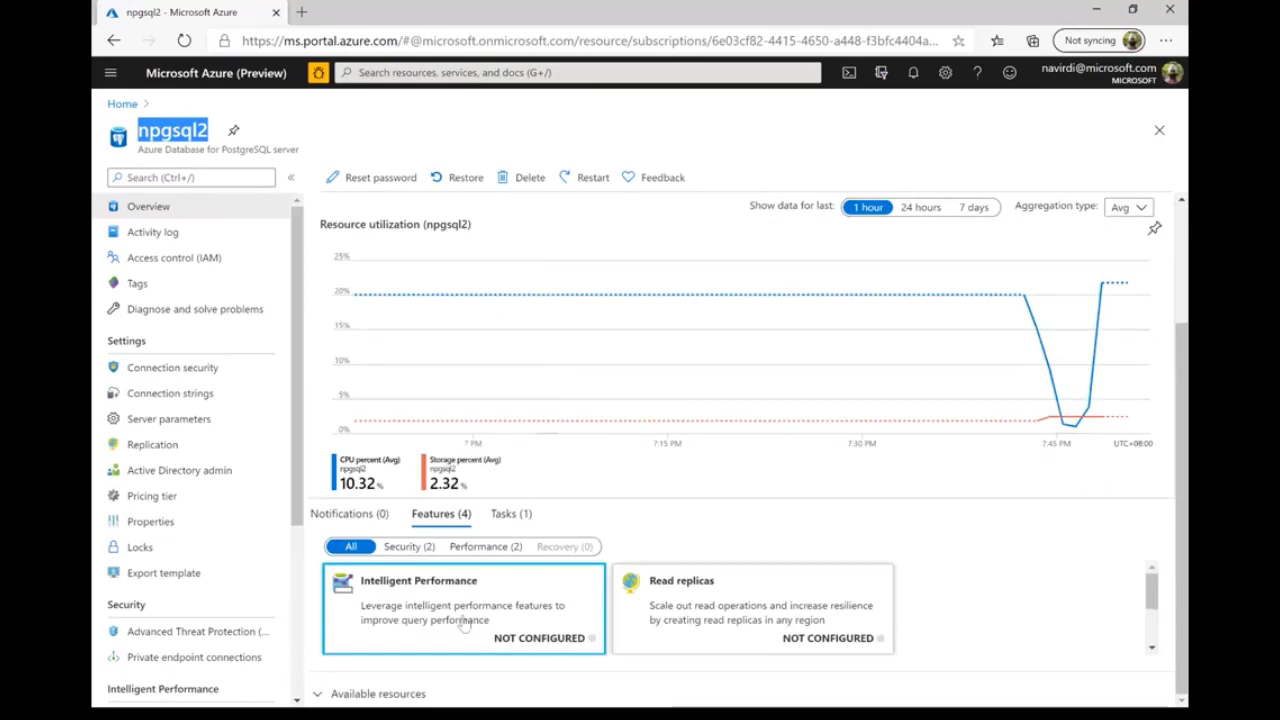 npgsql2 - Microsoft Azure
https://ms.portal.azure.com/#@microsoft.onmicrosoft.com/resource/subscriptions/6e03cf82-4415-4650-a448-f3bfc4404a...
Not syncing
Microsoft Azure (Preview)
Search resources, services, and docs (G+/)
navirdi@microsoft.com
MICROSOFT
Home
npgsql2
Azure Database for PostgreSQL server
Search (Ctrl+/)
«
Reset password
Restore
Delete
Restart
Feedback
Overview
Activity log
Access control (IAM)
Tags
Diagnose and solve problems
Settings
Connection security
Connection strings
Server parameters
Replication
Active Directory admin
Pricing tier
Properties
Locks
Export template
Security
Advanced Threat Protection (...
Private endpoint connections
Intelligent Performance
Show data for last:
1 hour
24 hours
7 days
Aggregation type:
Avg
Resource utilization (npgsql2)
25%
20%
15%
10%
5%
0%
7 PM
7:15 PM
7:30 PM
7:45 PM
UTC+08:00
CPU percent (Avg)
npgsql2
10.32 %
Storage percent (Avg)
npgsql2
2.32 %
Notifications (0)
Features (4)
Tasks (1)
All
Security (2)
Performance (2)
Recovery (0)
Intelligent Performance
Leverage intelligent performance features to
improve query performance
NOT CONFIGURED
Read replicas
Scale out read operations and increase resilience
by creating read replicas in any region
NOT CONFIGURED
Available resources